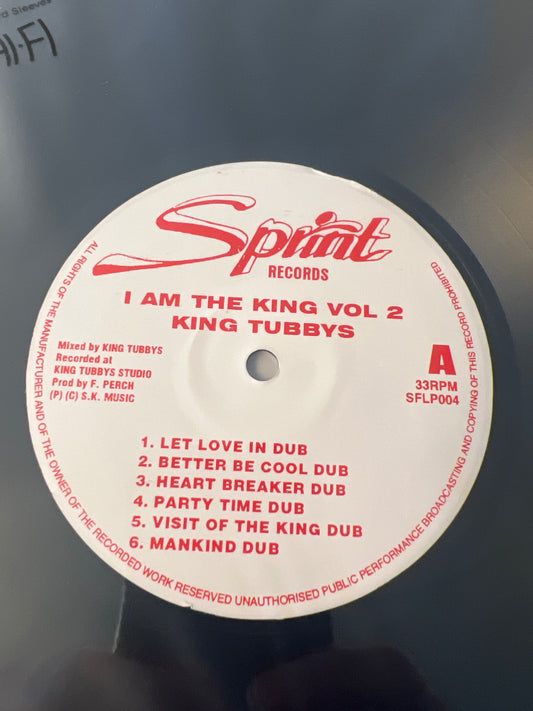 d Sleeves
HI-FI
Sprint
RECORDS
I AM THE KING VOL 2
KING TUBBYS
Mixed by KING TUBBYS
Recorded at
KING TUBBYS STUDIO
Prod by F. PERCH
(P) (C) S.K. MUSIC
A
33RPM
SFLP004
1. LET LOVE IN DUB
2. BETTER BE COOL DUB
3. HEART BREAKER DUB
4. PARTY TIME DUB
5. VISIT OF THE KING DUB
6. MANKIND DUB
ALL RIGHTS OF THE MANUFACTURER AND OF THE OWNER OF THE RECORDED WORK RESERVED UNAUTHORISED PUBLIC PERFORMANCE BROADCASTING AND COPYING OF THIS RECORD PROHIBITED